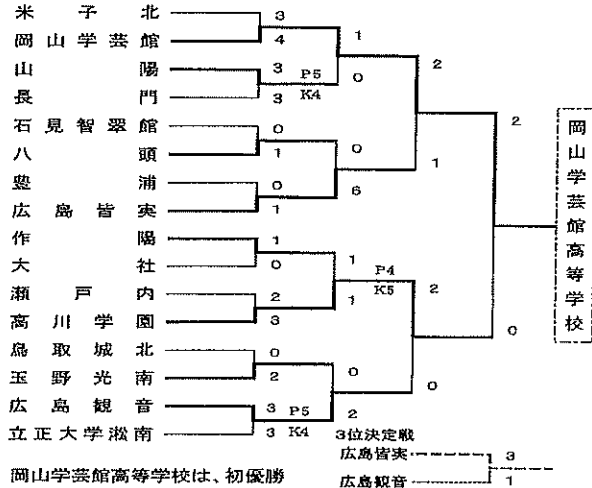 米子北 3
岡山学芸館 4
1
山陽 3 P5
長門 3 K4
0
2
石見智翠館 0
八頭 1
0
豊浦 0
広島皆実 1
6
1
2
作陽 1
大社 0
1 P4
瀬戸内 2
高川学園 3
1 K5
2
鳥取城北 0
玉野光南 2
0
広島観音 3 P5
立正大学淞南 3 K4
2
0
0
岡山学芸館高等学校
3位決定戦
広島皆実 3
広島観音 1
岡山学芸館高等学校は、初優勝